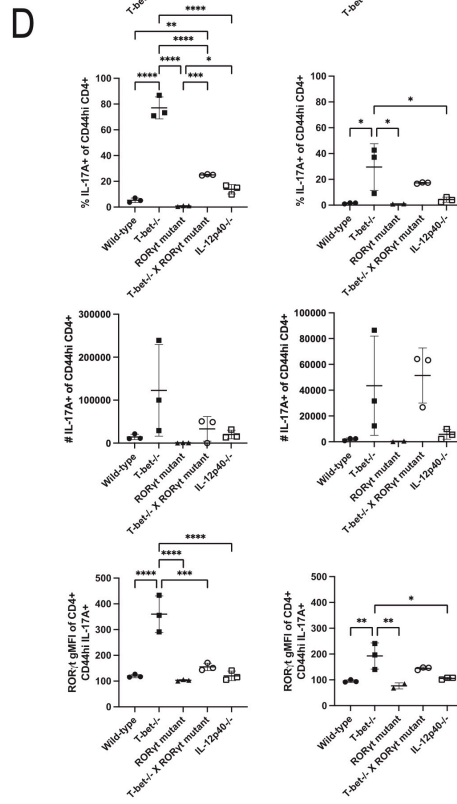 T-bet-/-
T-bet-/-
D
****
**
****
****
*
****
***
% IL-17A+ of CD44hi CD4+
100
80
60
40
20
0
Wild-type
T-bet-/-
RORγt mutant
T-bet-/- X RORγt mutant
IL-12p40-/-
*
*
*
% IL-17A+ of CD44hi CD4+
100
80
60
40
20
0
Wild-type
T-bet-/-
RORγt mutant
T-bet-/- X RORγt mutant
IL-12p40-/-
# IL-17A+ of CD44hi CD4+
300000
200000
100000
0
Wild-type
T-bet-/-
RORγt mutant
T-bet-/- X RORγt mutant
IL-12p40-/-
# IL-17A+ of CD44hi CD4+
100000
80000
60000
40000
20000
0
Wild-type
T-bet-/-
RORγt mutant
T-bet-/- X RORγt mutant
IL-12p40-/-
****
****
****
***
RORγt gMFI of CD4+
CD44hi IL-17A+
500
400
300
200
100
0
Wild-type
T-bet-/-
RORγt mutant
T-bet-/- X RORγt mutant
IL-12p40-/-
*
**
**
RORγt gMFI of CD4+
CD44hi IL-17A+
500
400
300
200
100
0
Wild-type
T-bet-/-
RORγt mutant
T-bet-/- X RORγt mutant
IL-12p40-/-